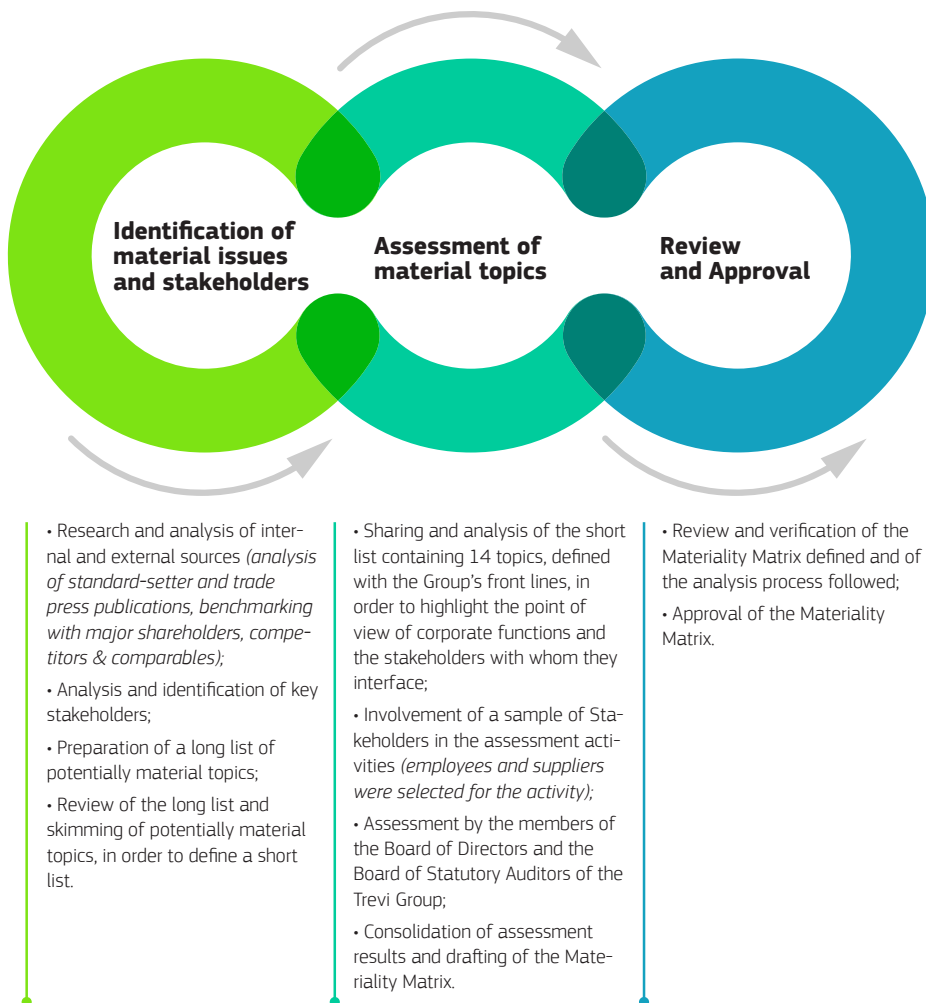 Identification of
material issues
and stakeholders
Assessment of
material topics
Review
and Approval
• Research and analysis of inter-
nal and external sources (analysis
of standard-setter and trade
press publications, benchmarking
with major shareholders, compe-
titors & comparables);
• Analysis and identification of key
stakeholders;
• Preparation of a long list of
potentially material topics;
• Review of the long list and
skimming of potentially material
topics, in order to define a short
list.
• Sharing and analysis of the short
list containing 14 topics, defined
with the Group's front lines, in
order to highlight the point of
view of corporate functions and
the stakeholders with whom they
interface;
• Involvement of a sample of Sta-
keholders in the assessment acti-
vities (employees and suppliers
were selected for the activity);
• Assessment by the members of
the Board of Directors and the
Board of Statutory Auditors of the
Trevi Group;
• Consolidation of assessment
results and drafting of the Mate-
riality Matrix.
• Review and verification of the
Materiality Matrix defined and of
the analysis process followed;
• Approval of the Materiality
Matrix.